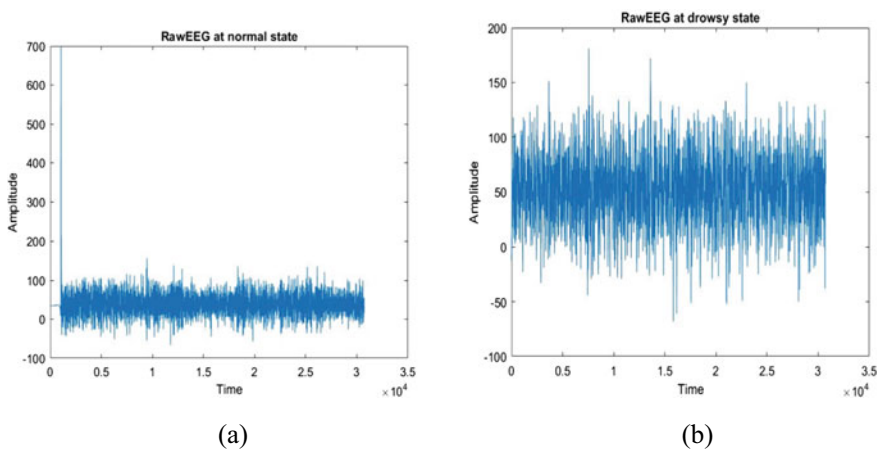 RawEEG at normal state
700
600
500
400
300
200
100
0
-100
Amplitude
0 0.5 1 1.5 2 2.5 3 3.5
Time
× 10⁴
(a)
RawEEG at drowsy state
200
150
100
50
0
-50
-100
Amplitude
0 0.5 1 1.5 2 2.5 3 3.5
Time
× 10⁴
(b)